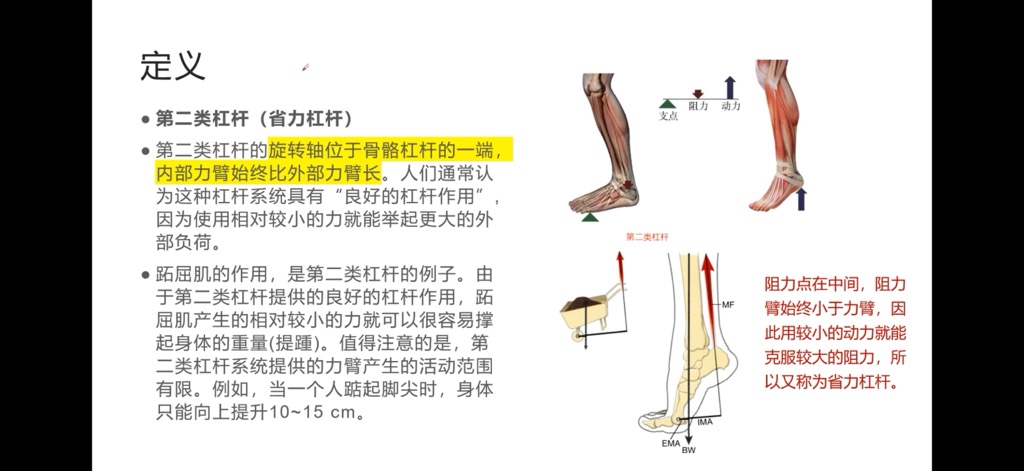 定义
● 第二类杠杆（省力杠杆）
● 第二类杠杆的旋转轴位于骨骼杠杆的一端，
内部力臂始终比外部力臂长。人们通常认
为这种杠杆系统具有“良好的杠杆作用”，
因为使用相对较小的力就能举起更大的外
部负荷。
● 跖屈肌的作用，是第二类杠杆的例子。由
于第二类杠杆提供的良好的杠杆作用，跖
屈肌产生的相对较小的力就可以很容易撑
起身体的重量(提踵)。值得注意的是，第
二类杠杆系统提供的力臂产生的活动范围
有限。例如，当一个人踮起脚尖时，身体
只能向上提升10~15 cm。
支点
阻力
动力
第二类杠杆
MF
IMA
EMA
BW
阻力点在中间，阻力
臂始终小于力臂，因
此用较小的动力就能
克服较大的阻力，所
以又称为省力杠杆。